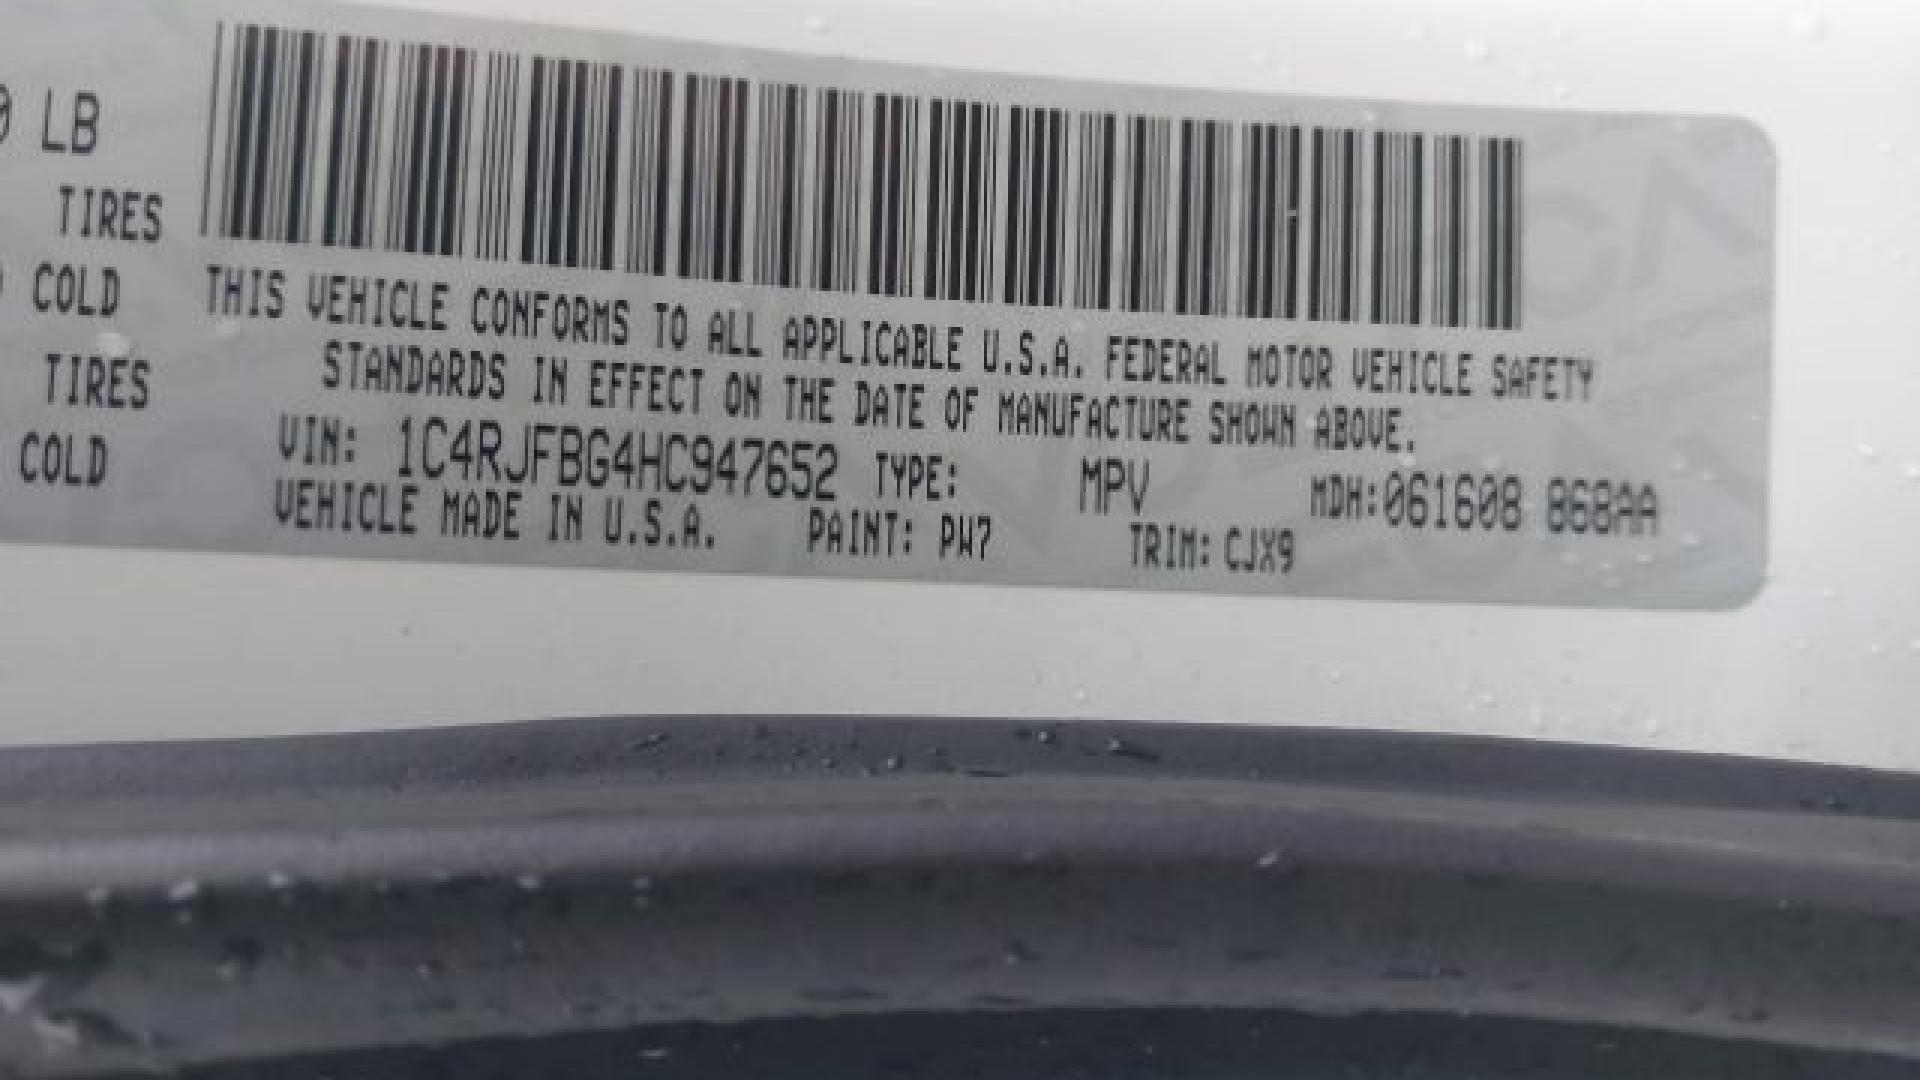 LB
TIRES
COLD
TIRES
COLD
THIS VEHICLE CONFORMS TO ALL APPLICABLE U.S.A. FEDERAL MOTOR VEHICLE SAFETY
STANDARDS IN EFFECT ON THE DATE OF MANUFACTURE SHOWN ABOVE.
VIN: 1C4RJFBG4HC947652 TYPE: MPV MDH:061608 868AA
VEHICLE MADE IN U.S.A. PAINT: PW7 TRIM: CJX9